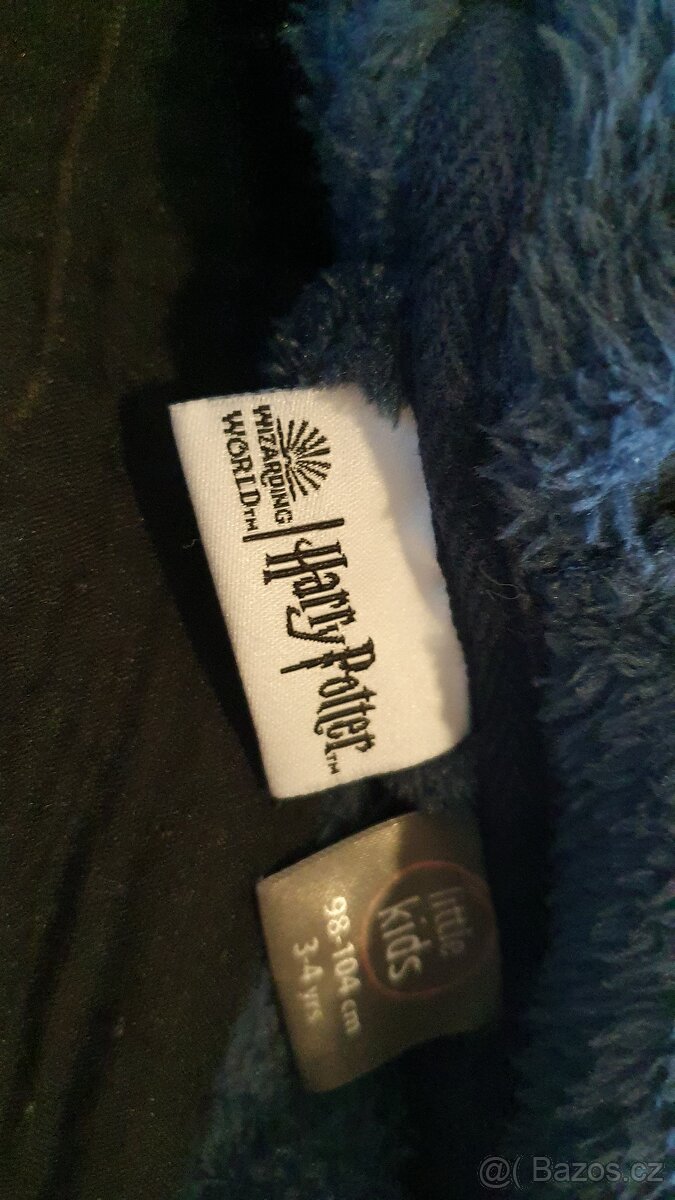 WIZARDING
WORLD™
Harry Potter™
little
kids
98-104 cm
3-4 yrs
@( Bazos.cz